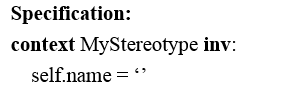 Specification:
context MyStereotype inv:
self.name = ‘’